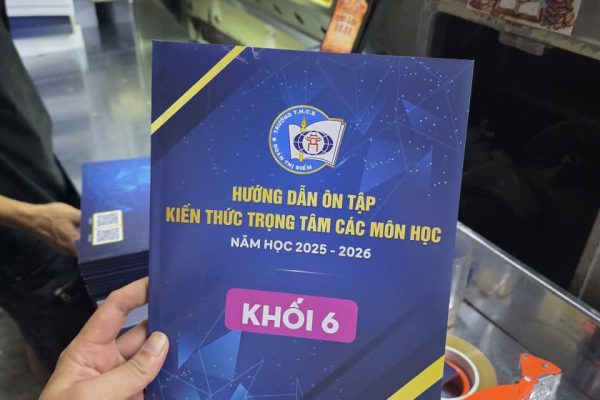 TRƯỜNG T.H.C.S
ĐOÀN THỊ ĐIỂM
HƯỚNG DẪN ÔN TẬP
KIẾN THỨC TRỌNG TÂM CÁC MÔN HỌC
NĂM HỌC 2025 - 2026
KHỐI 6